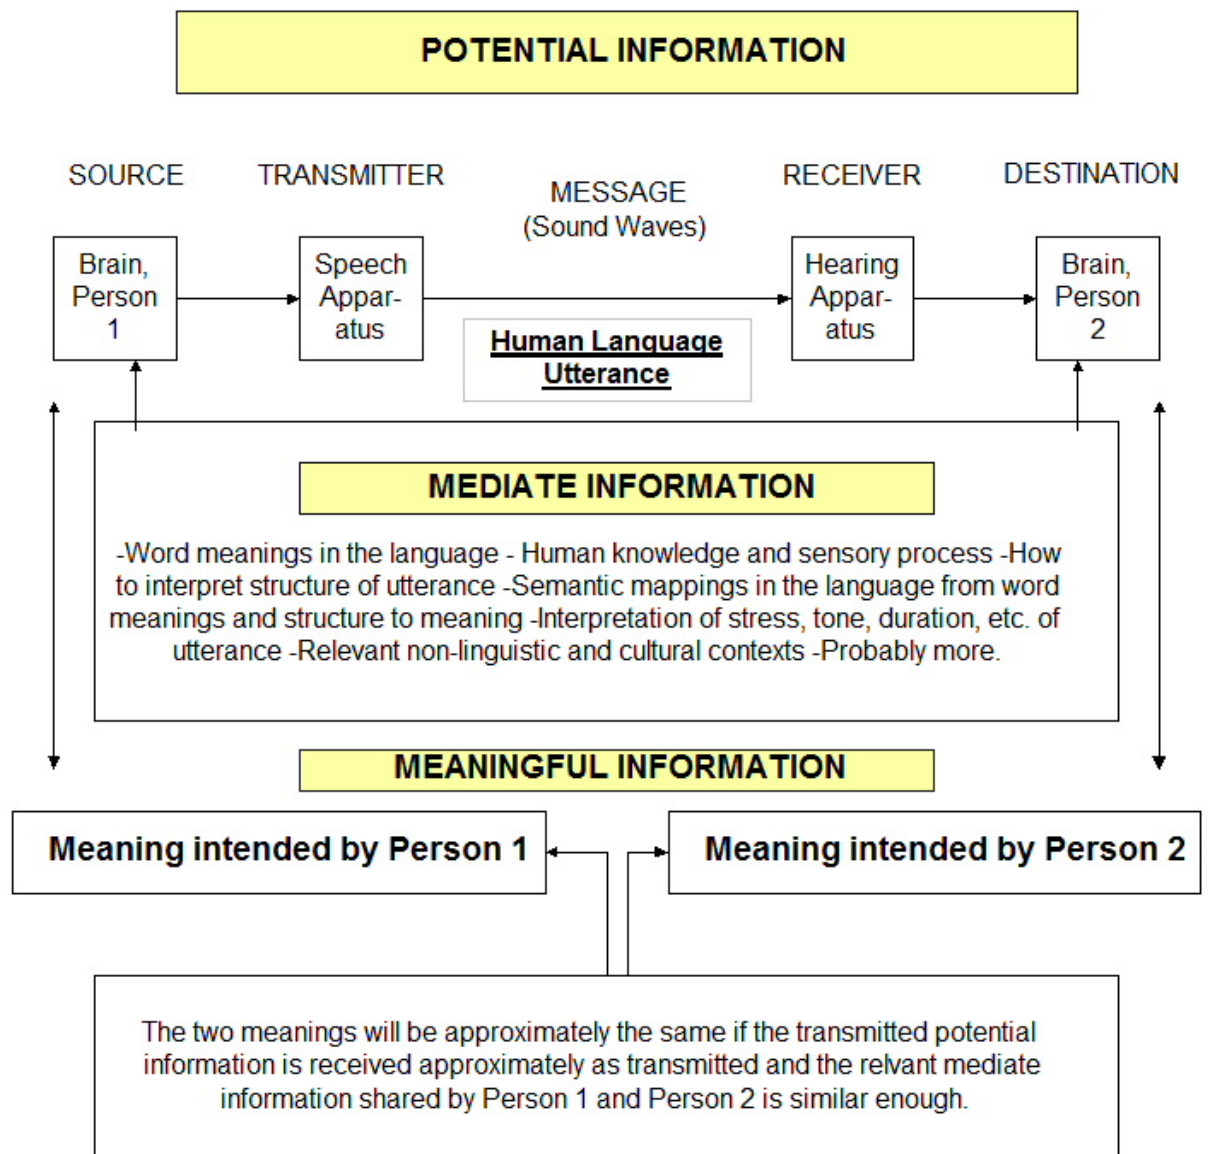 POTENTIAL INFORMATION
SOURCE
TRANSMITTER
MESSAGE
(Sound Waves)
RECEIVER
DESTINATION
Brain,
Person
1
Speech
Appar-
atus
Hearing
Appar-
atus
Brain,
Person
2
Human Language
Utterance
MEDIATE INFORMATION
-Word meanings in the language - Human knowledge and sensory process -How
to interpret structure of utterance -Semantic mappings in the language from word
meanings and structure to meaning -Interpretation of stress, tone, duration, etc. of
utterance -Relevant non-linguistic and cultural contexts -Probably more.
MEANINGFUL INFORMATION
Meaning intended by Person 1
Meaning intended by Person 2
The two meanings will be approximately the same if the transmitted potential
information is received approximately as transmitted and the relvant mediate
information shared by Person 1 and Person 2 is similar enough.